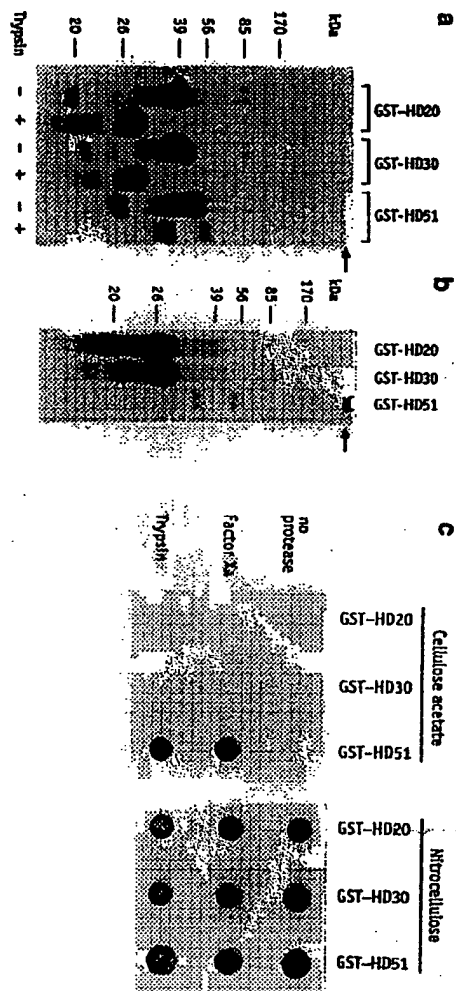 a
kDa
170
85
56
39
26
20
Trypsin
GST-HD20
GST-HD30
GST-HD51
- + - + - +
b
kDa
170
85
56
39
26
20
GST-HD20
GST-HD30
GST-HD51
c
Cellulose acetate
Nitrocellulose
GST-HD20
GST-HD30
GST-HD51
GST-HD20
GST-HD30
GST-HD51
no protease
Factor Xa
Trypsin